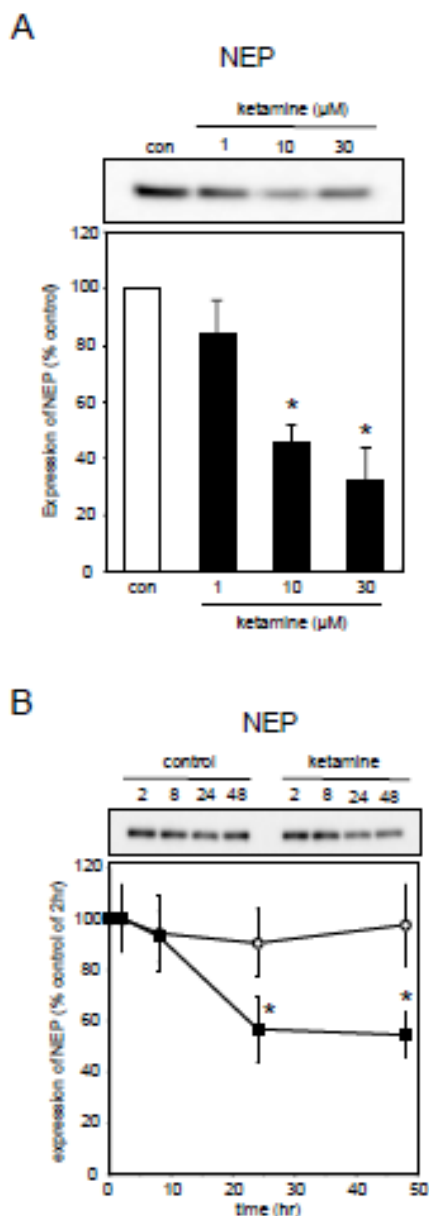 A
NEP
ketamine (µM)
con 1 10 30
120
100
80
60
40
20
0
Expression of NEP (% control)
* *
con 1 10 30
ketamine (µM)
B
NEP
control ketamine
2 8 24 48 2 8 24 48
120
100
80
60
40
20
0
expression of NEP (% control of 2hr)
* *
0 10 20 30 40 50
time (hr)